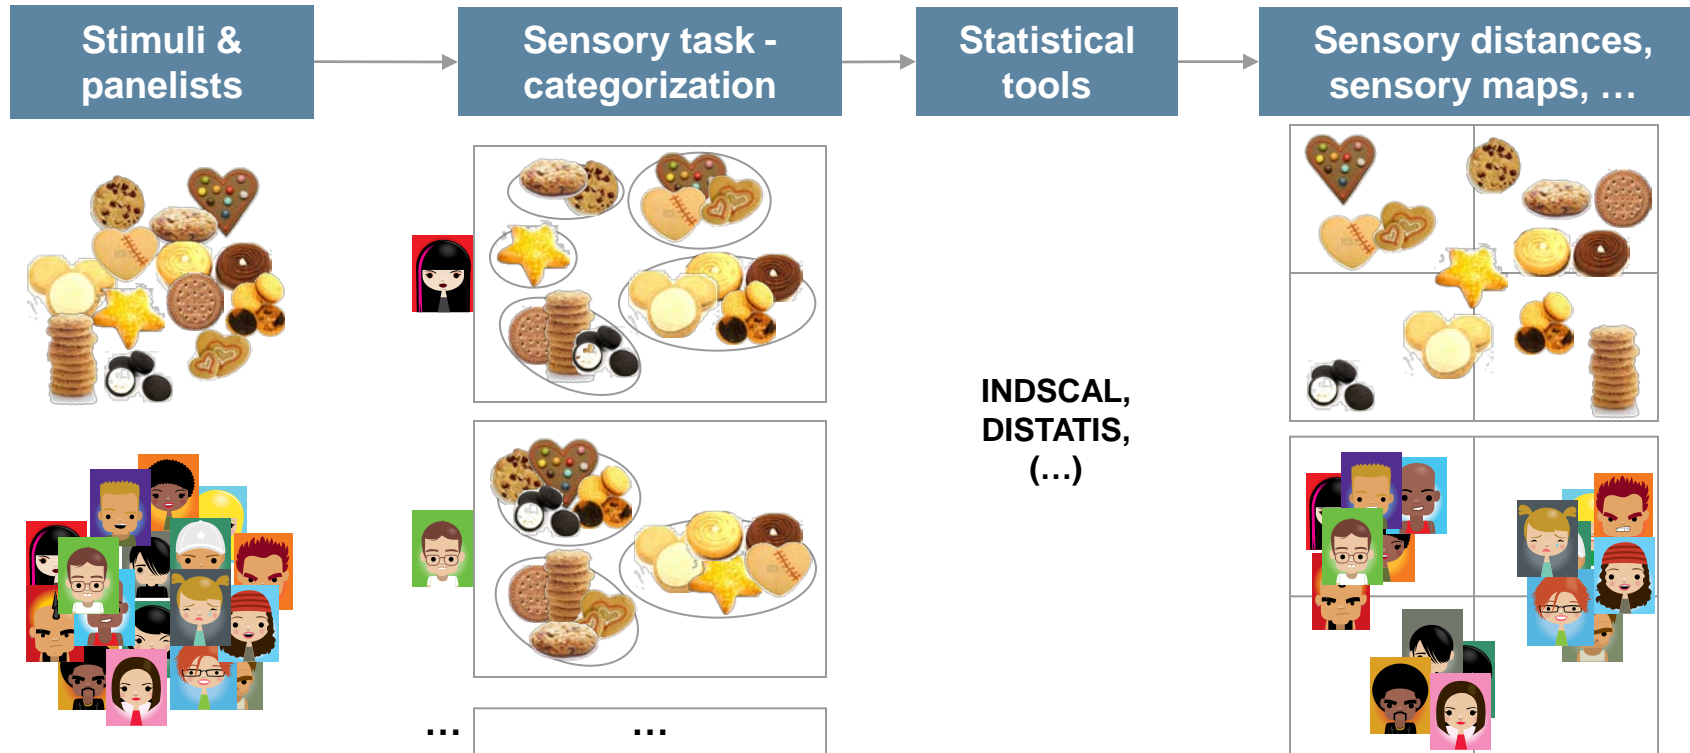 Stimuli &
panelists
Sensory task -
categorization
Statistical
tools
Sensory distances,
sensory maps, …
INDSCAL,
DISTATIS,
(…)
…
…